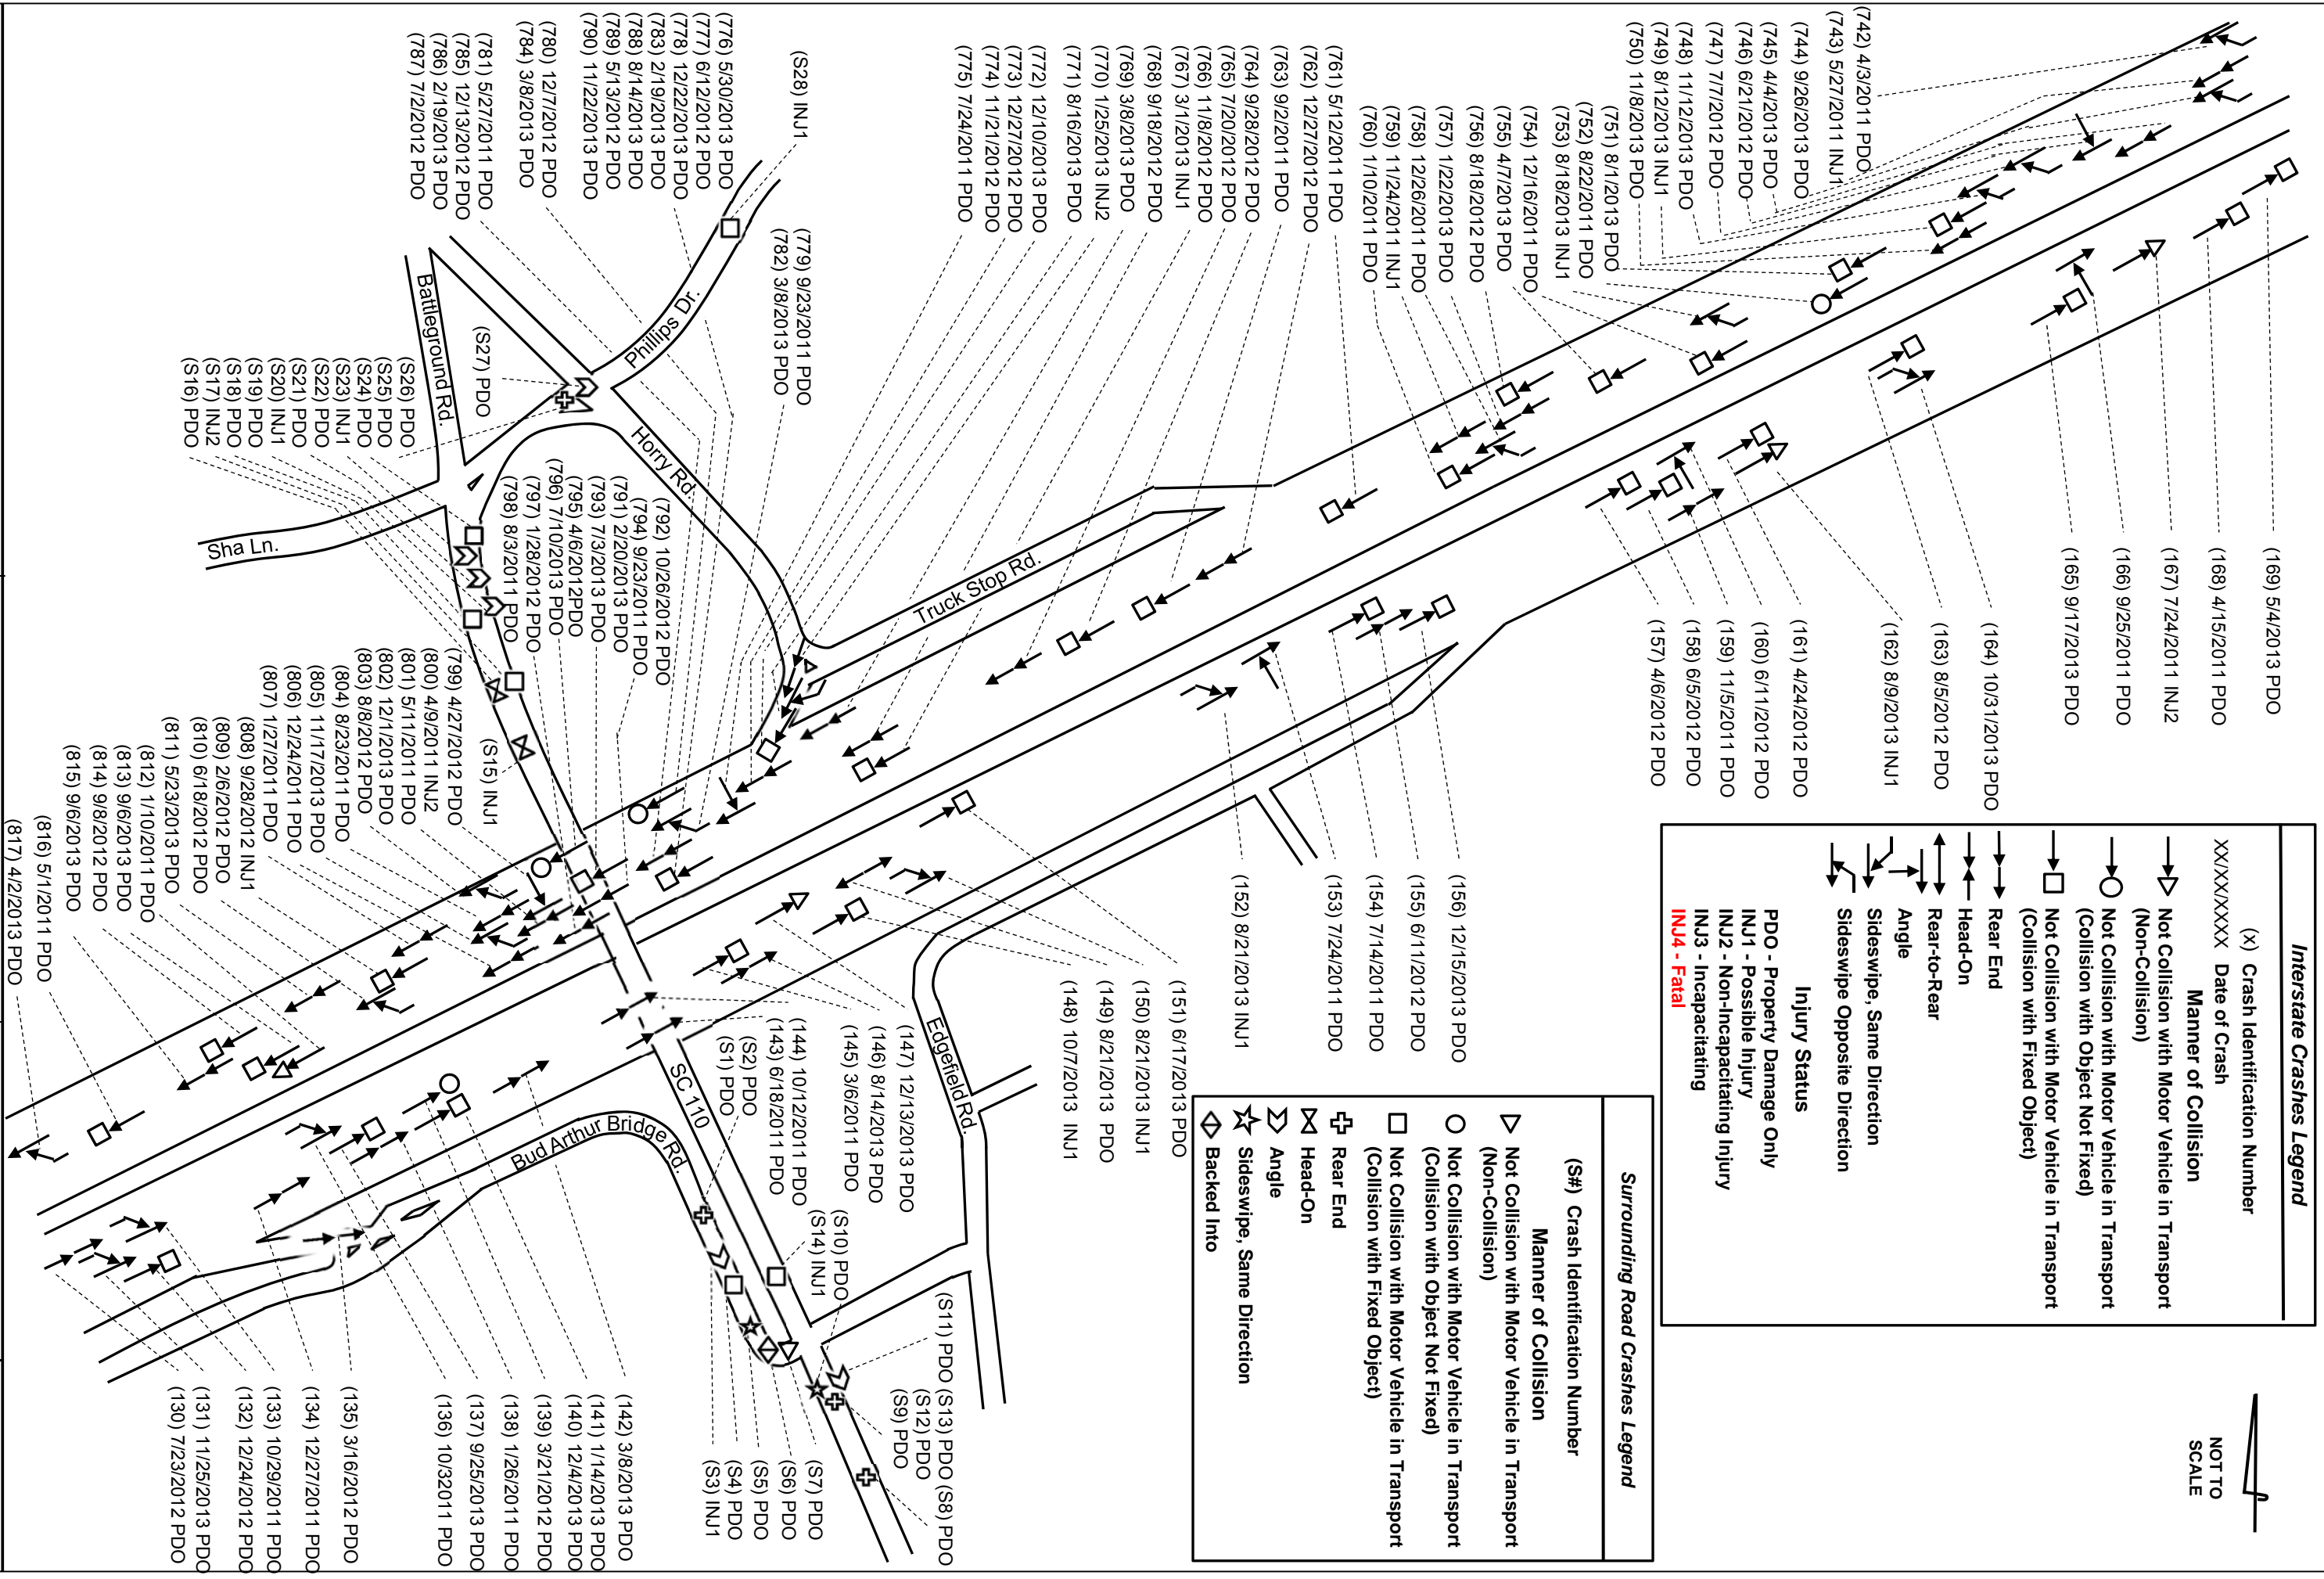 (742) 4/3/2011 PDO
(743) 5/27/2011 INJ1
(744) 9/26/2013 PDO
(745) 4/4/2013 PDO
(746) 6/21/2012 PDO
(747) 7/7/2012 PDO
(748) 11/12/2013 PDO
(749) 8/12/2013 INJ1
(750) 11/8/2013 PDO
(751) 8/1/2013 PDO
(752) 8/22/2011 PDO
(753) 8/18/2013 INJ1
(754) 12/16/2011 PDO
(755) 4/7/2013 PDO
(756) 8/18/2012 PDO
(757) 1/22/2013 PDO
(758) 12/26/2011 PDO
(759) 11/24/2011 INJ1
(760) 1/10/2011 PDO
(761) 5/12/2011 PDO
(762) 12/27/2012 PDO
(763) 9/2/2011 PDO
(764) 9/28/2012 PDO
(765) 7/20/2012 PDO
(766) 11/8/2012 PDO
(767) 3/1/2013 INJ1
(768) 9/18/2012 PDO
(769) 3/8/2013 PDO
(770) 1/25/2013 INJ2
(771) 8/16/2013 PDO
(772) 12/10/2013 PDO
(773) 12/27/2012 PDO
(774) 11/21/2012 PDO
(775) 7/24/2011 PDO
(S28) INJ1
(776) 5/30/2013 PDO
(777) 6/12/2012 PDO
(778) 12/22/2013 PDO
(783) 2/19/2013 PDO
(788) 8/14/2013 PDO
(789) 5/13/2012 PDO
(790) 11/22/2013 PDO
(780) 12/7/2012 PDO
(784) 3/8/2013 PDO
(781) 5/27/2011 PDO
(785) 12/13/2012 PDO
(786) 2/19/2013 PDO
(787) 7/2/2012 PDO
(779) 9/23/2011 PDO
(782) 3/8/2013 PDO
Phillips Dr.
Battleground Rd.
Horry Rd.
Truck Stop Rd.
Sha Ln.
(S27) PDO
(S26) PDO
(S25) PDO
(S24) PDO
(S23) INJ1
(S22) PDO
(S21) PDO
(S20) INJ1
(S19) PDO
(S18) PDO
(S17) INJ2
(S16) PDO
(792) 10/26/2012 PDO
(794) 9/23/2011 PDO
(791) 2/20/2013 PDO
(793) 7/3/2013 PDO
(795) 4/6/2012PDO
(796) 7/10/2013 PDO
(797) 1/28/2012 PDO
(798) 8/3/2011 PDO
(S15) INJ1
(799) 4/27/2012 PDO
(800) 4/9/2011 INJ2
(801) 5/11/2011 PDO
(802) 12/1/2013 PDO
(803) 8/8/2012 PDO
(804) 8/23/2011 PDO
(805) 11/17/2013 PDO
(806) 12/24/2011 PDO
(807) 1/27/2011 PDO
(808) 9/28/2012 INJ1
(809) 2/6/2012 PDO
(810) 6/18/2012 PDO
(811) 5/23/2013 PDO
(812) 1/10/2011 PDO
(813) 9/6/2013 PDO
(814) 9/8/2012 PDO
(815) 9/6/2013 PDO
(816) 5/1/2011 PDO
(817) 4/2/2013 PDO
(169) 5/4/2013 PDO
(168) 4/15/2011 PDO
(167) 7/24/2011 INJ2
(166) 9/25/2011 PDO
(165) 9/17/2013 PDO
(164) 10/31/2013 PDO
(163) 8/5/2012 PDO
(162) 8/9/2013 INJ1
(161) 4/24/2012 PDO
(160) 6/11/2012 PDO
(159) 11/5/2011 PDO
(158) 6/5/2012 PDO
(157) 4/6/2012 PDO
(156) 12/15/2013 PDO
(155) 6/11/2012 PDO
(154) 7/14/2011 PDO
(153) 7/24/2011 PDO
(152) 8/21/2013 INJ1
(151) 6/17/2013 PDO
(150) 8/21/2013 INJ1
(149) 8/21/2013 PDO
(148) 10/7/2013 INJ1
(147) 12/13/2013 PDO
(146) 8/14/2013 PDO
(145) 3/6/2011 PDO
(144) 10/12/2011 PDO
(143) 6/18/2011 PDO
(S2) PDO
(S1) PDO
Edgefield Rd.
SC 110
Bud Arthur Bridge Rd.
(S10) PDO
(S14) INJ1
(S11) PDO
(S13) PDO (S8) PDO
(S12) PDO
(S9) PDO
(S7) PDO
(S6) PDO
(S5) PDO
(S4) PDO
(S3) INJ1
(142) 3/8/2013 PDO
(141) 1/14/2013 PDO
(140) 12/4/2013 PDO
(139) 3/21/2012 PDO
(138) 1/26/2011 PDO
(137) 9/25/2013 PDO
(136) 10/32011 PDO
(135) 3/16/2012 PDO
(134) 12/27/2011 PDO
(133) 10/29/2011 PDO
(132) 12/24/2012 PDO
(131) 11/25/2013 PDO
(130) 7/23/2012 PDO
Interstate Crashes Legend
(x) Crash Identification Number
XX/XX/XXXX Date of Crash
Manner of Collision
Not Collision with Motor Vehicle in Transport
(Non-Collision)
Not Collision with Motor Vehicle in Transport
(Collision with Object Not Fixed)
Not Collision with Motor Vehicle in Transport
(Collision with Fixed Object)
Rear End
Head-On
Rear-to-Rear
Angle
Sideswipe, Same Direction
Sideswipe Opposite Direction
Injury Status
PDO - Property Damage Only
INJ1 - Possible Injury
INJ2 - Non-Incapacitating Injury
INJ3 - Incapacitating
INJ4 - Fatal
Surrounding Road Crashes Legend
(S#) Crash Identification Number
Manner of Collision
Not Collision with Motor Vehicle in Transport
(Non-Collision)
Not Collision with Motor Vehicle in Transport
(Collision with Object Not Fixed)
Not Collision with Motor Vehicle in Transport
(Collision with Fixed Object)
Rear End
Head-On
Angle
Sideswipe, Same Direction
Backed Into
NOT TO
SCALE